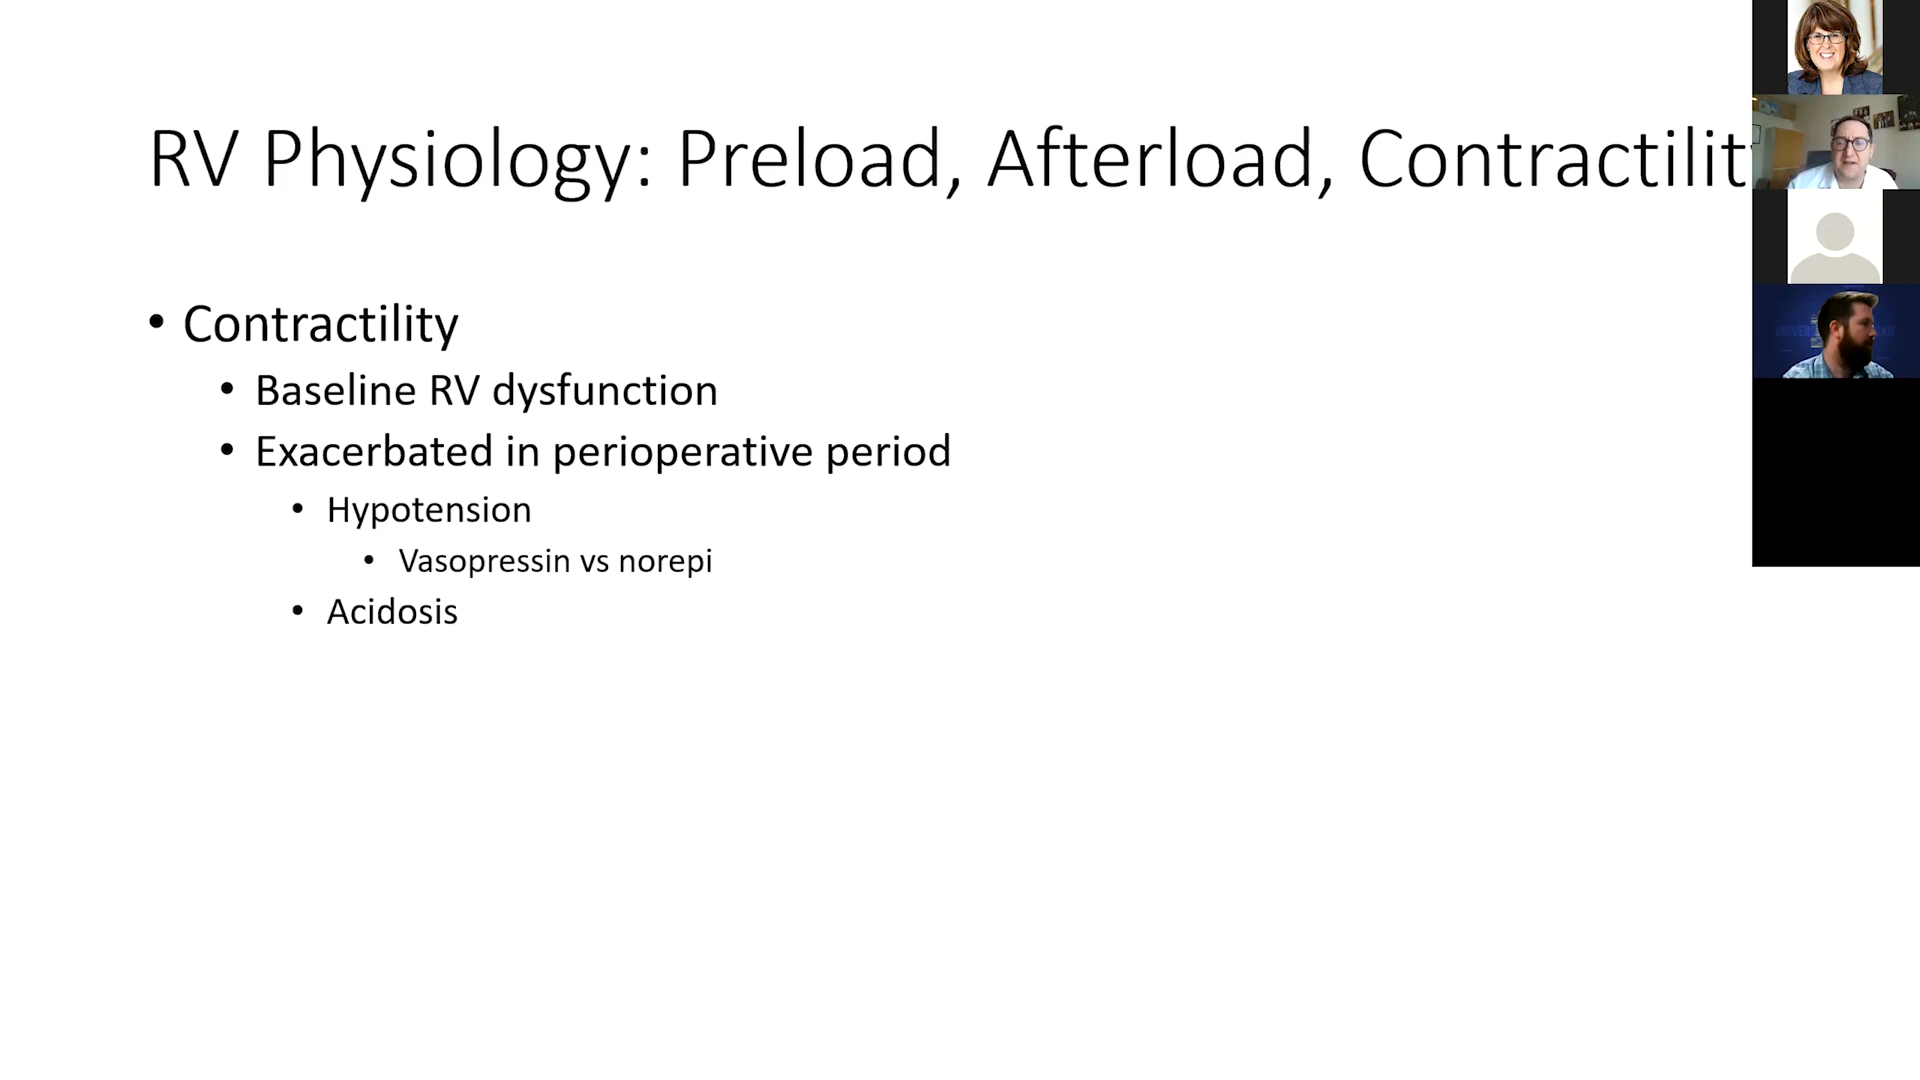 RV Physiology: Preload, Afterload, Contractilit
• Contractility
• Baseline RV dysfunction
• Exacerbated in perioperative period
• Hypotension
• Vasopressin vs norepi
• Acidosis